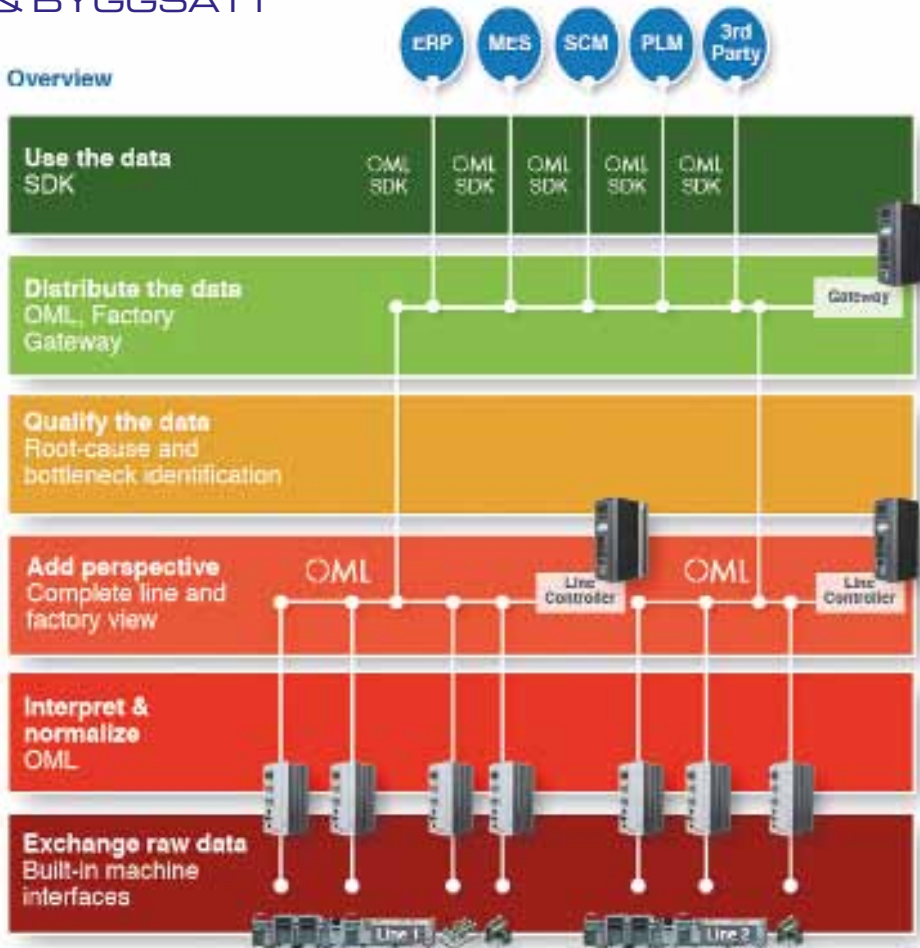 & BYGGSATT
ERP MES SCM PLM 3rd Party
Overview
Use the data
SDK
OML SDK OML SDK OML SDK OML SDK OML SDK
Distribute the data
OML, Factory
Gateway
Gateway
Qualify the data
Root-cause and
bottleneck identification
Add perspective
Complete line and
factory view
OML
Line
Controller
OML
Line
Controller
Interpret &
normalize
OML
Exchange raw data
Built-in machine
interfaces
Line 1
Line 2